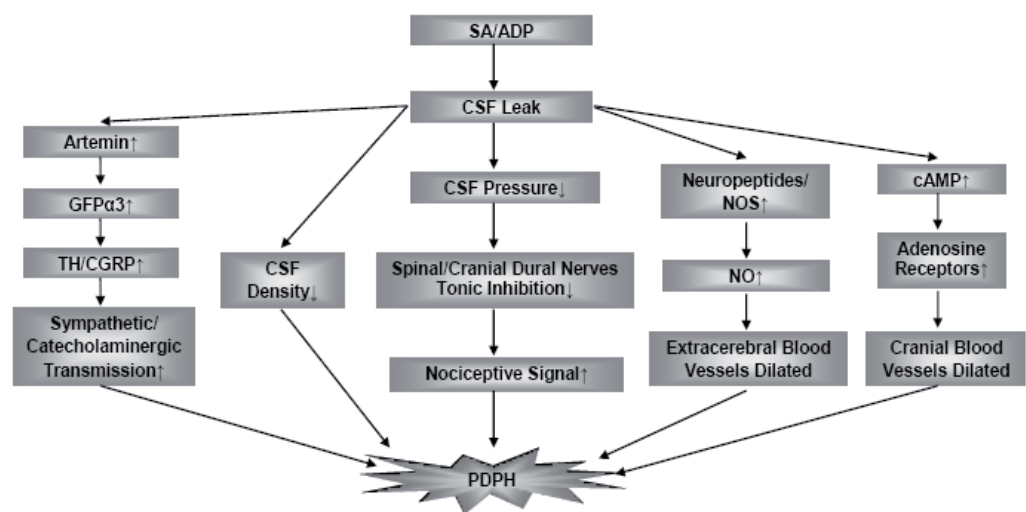 SA/ADP
CSF Leak
Artemin↑
GFPα3↑
TH/CGRP↑
Sympathetic/
Catecholaminergic
Transmission↑
CSF
Density↓
CSF Pressure↓
Spinal/Cranial Dural Nerves
Tonic Inhibition↓
Nociceptive Signal↑
Neuropeptides/
NOS↑
NO↑
Extracerebral Blood
Vessels Dilated
cAMP↑
Adenosine
Receptors↑
Cranial Blood
Vessels Dilated
PDPH